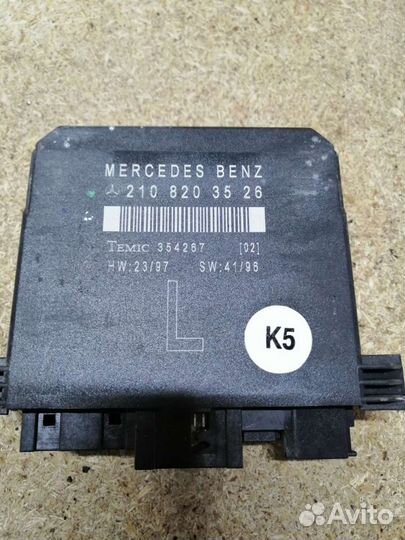 MERCEDES BENZ
210 820 35 26
TEMIC 354267 [02]
HW:23/97 SW:41/96
L
K5
Avito